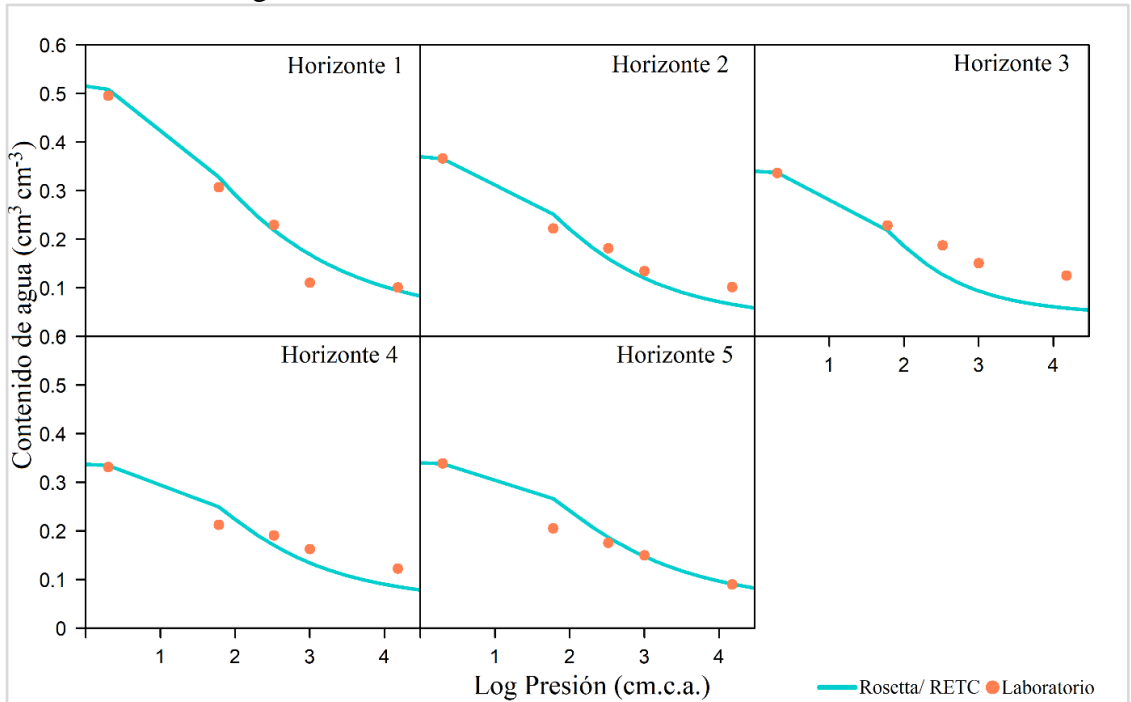 0.6
0.5
0.4
0.3
0.2
0.1
0.6
0.5
0.4
0.3
0.2
0.1
0
Horizonte 1
Horizonte 2
Horizonte 3
1 2 3 4
Horizonte 4
Horizonte 5
1 2 3 4
1 2 3 4
Contenido de agua (cm³ cm⁻³)
Log Presión (cm.c.a.)
Rosetta/ RETC
Laboratorio